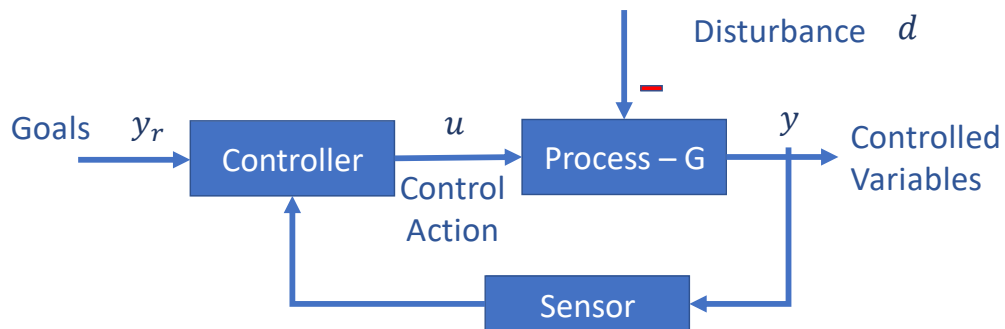 Disturbance d
Goals y_r
Controller
u
Control
Action
Process – G
y
Controlled
Variables
Sensor